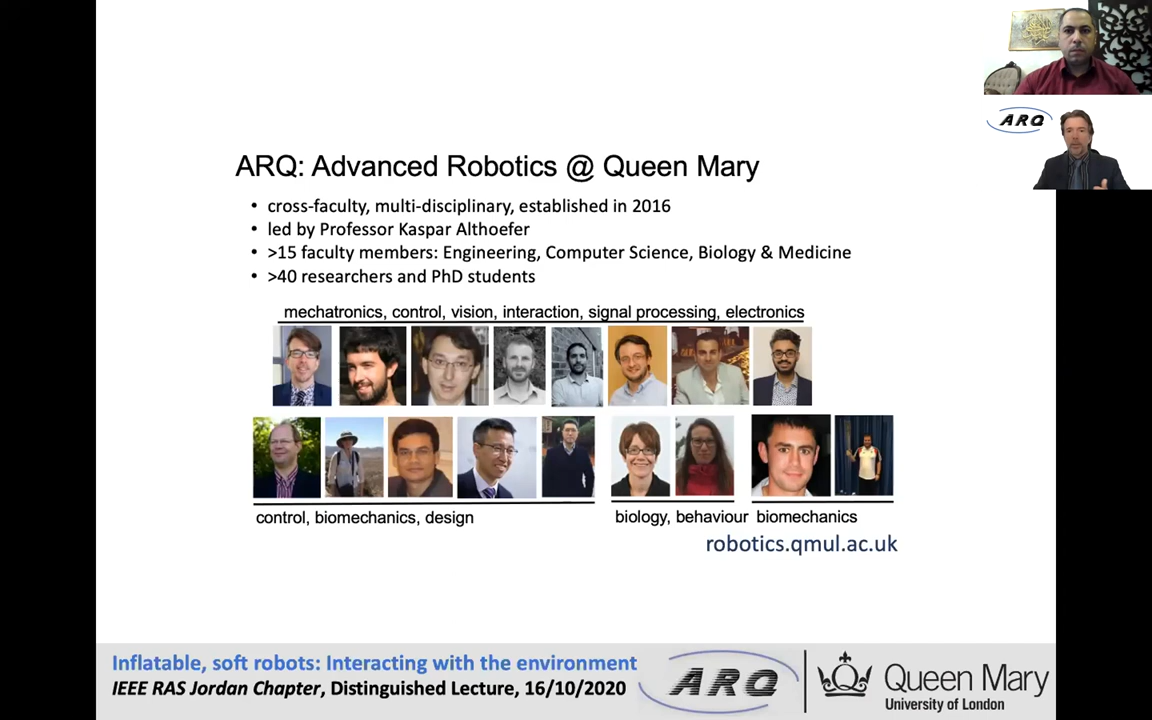 ARQ
ARQ: Advanced Robotics @ Queen Mary
• cross-faculty, multi-disciplinary, established in 2016
• led by Professor Kaspar Althoefer
• >15 faculty members: Engineering, Computer Science, Biology & Medicine
• >40 researchers and PhD students
mechatronics, control, vision, interaction, signal processing, electronics
control, biomechanics, design
biology, behaviour
biomechanics
robotics.qmul.ac.uk
Inflatable, soft robots: Interacting with the environment
IEEE RAS Jordan Chapter, Distinguished Lecture, 16/10/2020
ARQ
Queen Mary
University of London